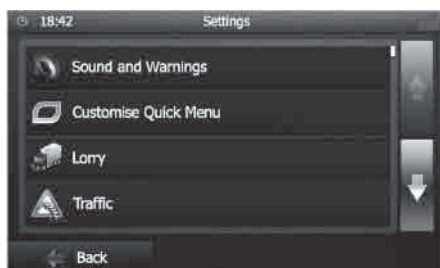 18:42 Settings
Sound and Warnings
Customise Quick Menu
Lorry
Traffic
Back